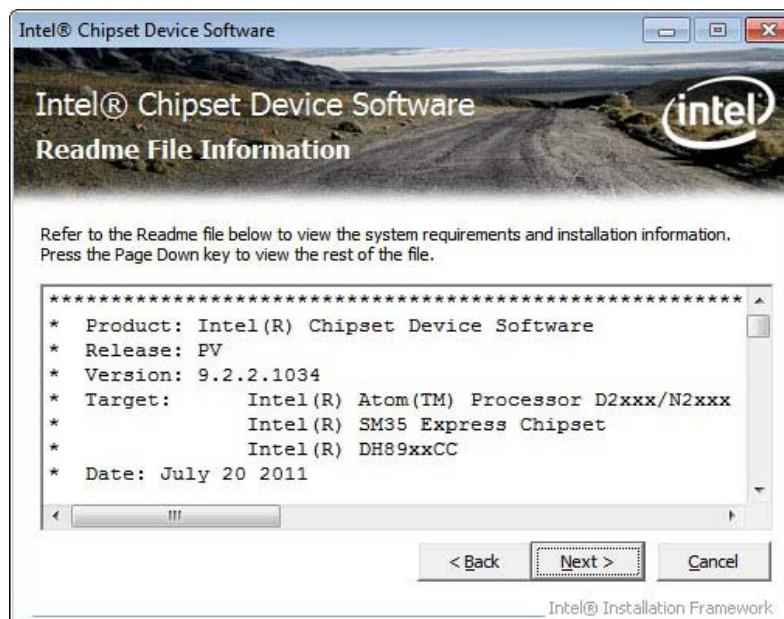 Intel® Chipset Device Software
Intel® Chipset Device Software
intel
Readme File Information
Refer to the Readme file below to view the system requirements and installation information.
Press the Page Down key to view the rest of the file.
*******************************************************
* Product: Intel(R) Chipset Device Software
* Release: PV
* Version: 9.2.2.1034
* Target: Intel(R) Atom(TM) Processor D2xxx/N2xxx
* Intel(R) SM35 Express Chipset
* Intel(R) DH89xxCC
* Date: July 20 2011
< Back
Next >
Cancel
Intel® Installation Framework